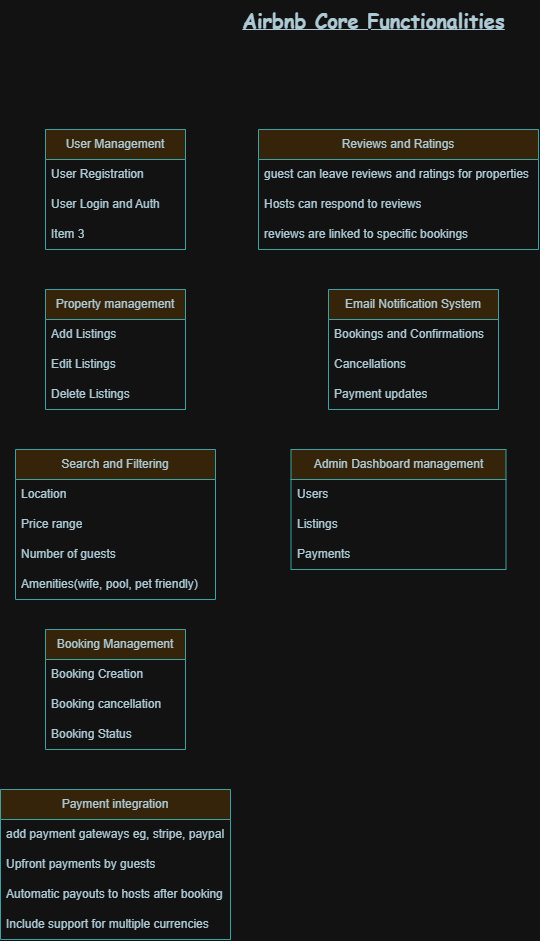 Airbnb Core Functionalities
User Management
User Registration
User Login and Auth
Item 3
Reviews and Ratings
guest can leave reviews and ratings for properties
Hosts can respond to reviews
reviews are linked to specific bookings
Property management
Add Listings
Edit Listings
Delete Listings
Email Notification System
Bookings and Confirmations
Cancellations
Payment updates
Search and Filtering
Location
Price range
Number of guests
Amenities(wife, pool, pet friendly)
Admin Dashboard management
Users
Listings
Payments
Booking Management
Booking Creation
Booking cancellation
Booking Status
Payment integration
add payment gateways eg, stripe, paypal
Upfront payments by guests
Automatic payouts to hosts after booking
Include support for multiple currencies